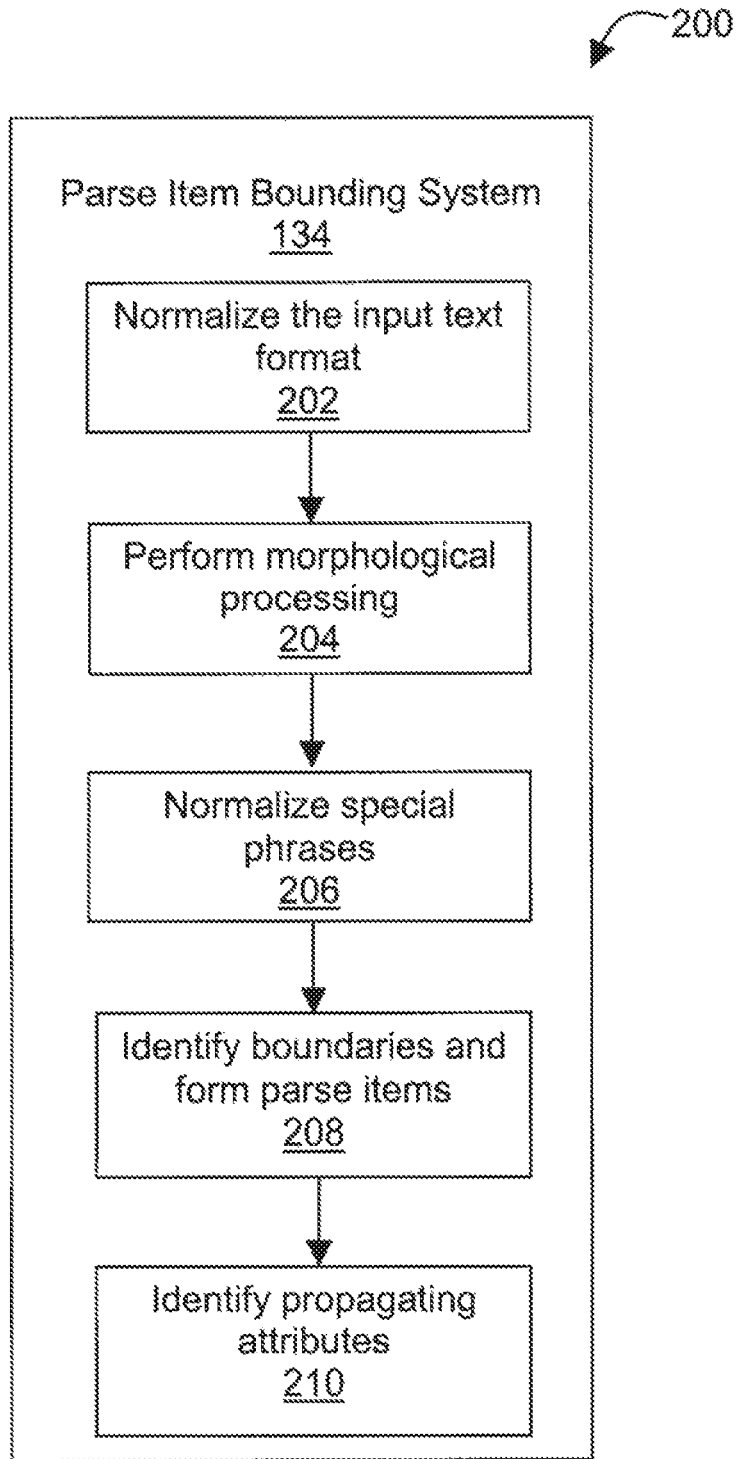 200
Parse Item Bounding System
134
Normalize the input text
format
202
Perform morphological
processing
204
Normalize special
phrases
206
Identify boundaries and
form parse items
208
Identify propagating
attributes
210